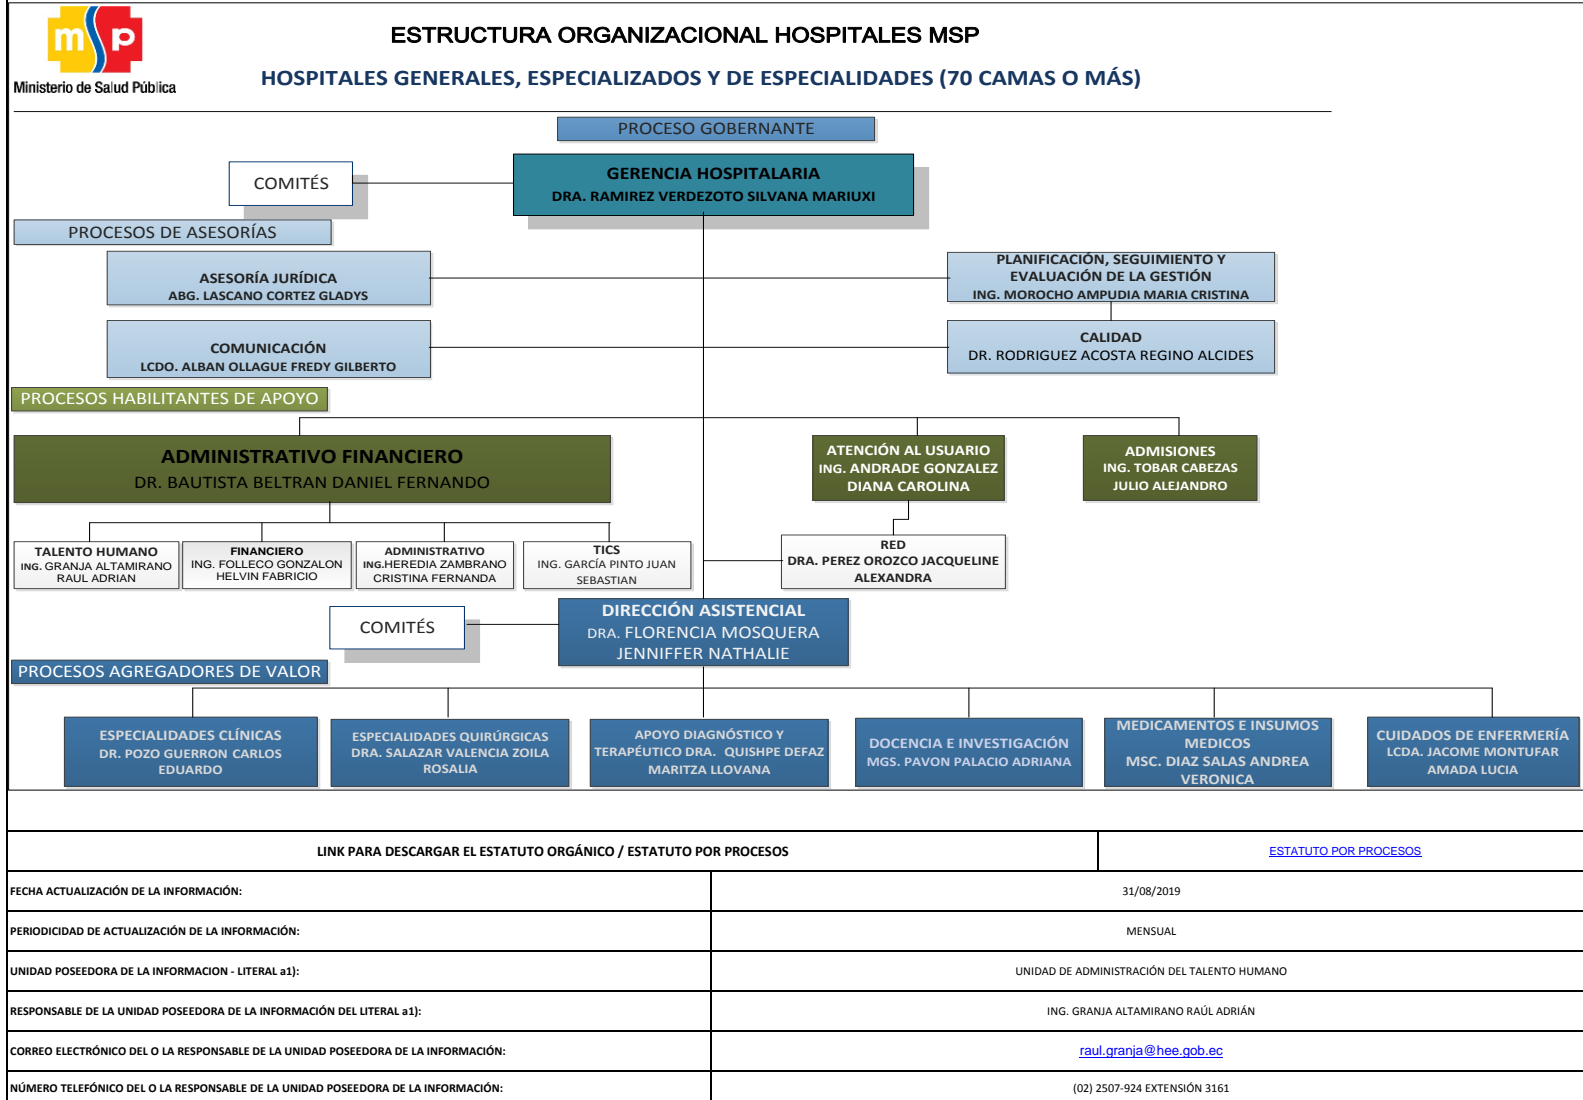 msp
Ministerio de Salud Pública
ESTRUCTURA ORGANIZACIONAL HOSPITALES MSP
HOSPITALES GENERALES, ESPECIALIZADOS Y DE ESPECIALIDADES (70 CAMAS O MÁS)
PROCESO GOBERNANTE
COMITÉS
GERENCIA HOSPITALARIA
DRA. RAMIREZ VERDEZOTO SILVANA MARIUXI
PROCESOS DE ASESORÍAS
ASESORÍA JURÍDICA
ABG. LASCANO CORTEZ GLADYS
PLANIFICACIÓN, SEGUIMIENTO Y
EVALUACIÓN DE LA GESTIÓN
ING. MOROCHO AMPUDIA MARIA CRISTINA
COMUNICACIÓN
LCDO. ALBAN OLLAGUE FREDY GILBERTO
CALIDAD
DR. RODRIGUEZ ACOSTA REGINO ALCIDES
PROCESOS HABILITANTES DE APOYO
ADMINISTRATIVO FINANCIERO
DR. BAUTISTA BELTRAN DANIEL FERNANDO
ATENCIÓN AL USUARIO
ING. ANDRADE GONZALEZ
DIANA CAROLINA
ADMISIONES
ING. TOBAR CABEZAS
JULIO ALEJANDRO
TALENTO HUMANO
ING. GRANJA ALTAMIRANO
RAUL ADRIAN
FINANCIERO
ING. FOLLECO GONZALON
HELVIN FABRICIO
ADMINISTRATIVO
ING.HEREDIA ZAMBRANO
CRISTINA FERNANDA
TICS
ING. GARCÍA PINTO JUAN
SEBASTIAN
RED
DRA. PEREZ OROZCO JACQUELINE
ALEXANDRA
COMITÉS
DIRECCIÓN ASISTENCIAL
DRA. FLORENCIA MOSQUERA
JENNIFFER NATHALIE
PROCESOS AGREGADORES DE VALOR
ESPECIALIDADES CLÍNICAS
DR. POZO GUERRON CARLOS
EDUARDO
ESPECIALIDADES QUIRÚRGICAS
DRA. SALAZAR VALENCIA ZOILA
ROSALIA
APOYO DIAGNÓSTICO Y
TERAPÉUTICO DRA. QUISHPE DEFAZ
MARITZA LLOVANA
DOCENCIA E INVESTIGACIÓN
MGS. PAVON PALACIO ADRIANA
MEDICAMENTOS E INSUMOS
MEDICOS
MSC. DIAZ SALAS ANDREA
VERONICA
CUIDADOS DE ENFERMERÍA
LCDA. JACOME MONTUFAR
AMADA LUCIA
LINK PARA DESCARGAR EL ESTATUTO ORGÁNICO / ESTATUTO POR PROCESOS
ESTATUTO POR PROCESOS
FECHA ACTUALIZACIÓN DE LA INFORMACIÓN:
31/08/2019
PERIODICIDAD DE ACTUALIZACIÓN DE LA INFORMACIÓN:
MENSUAL
UNIDAD POSEEDORA DE LA INFORMACION - LITERAL a1):
UNIDAD DE ADMINISTRACIÓN DEL TALENTO HUMANO
RESPONSABLE DE LA UNIDAD POSEEDORA DE LA INFORMACIÓN DEL LITERAL a1):
ING. GRANJA ALTAMIRANO RAÚL ADRIÁN
CORREO ELECTRÓNICO DEL O LA RESPONSABLE DE LA UNIDAD POSEEDORA DE LA INFORMACIÓN:
raul.granja@hee.gob.ec
NÚMERO TELEFÓNICO DEL O LA RESPONSABLE DE LA UNIDAD POSEEDORA DE LA INFORMACIÓN:
(02) 2507-924 EXTENSIÓN 3161